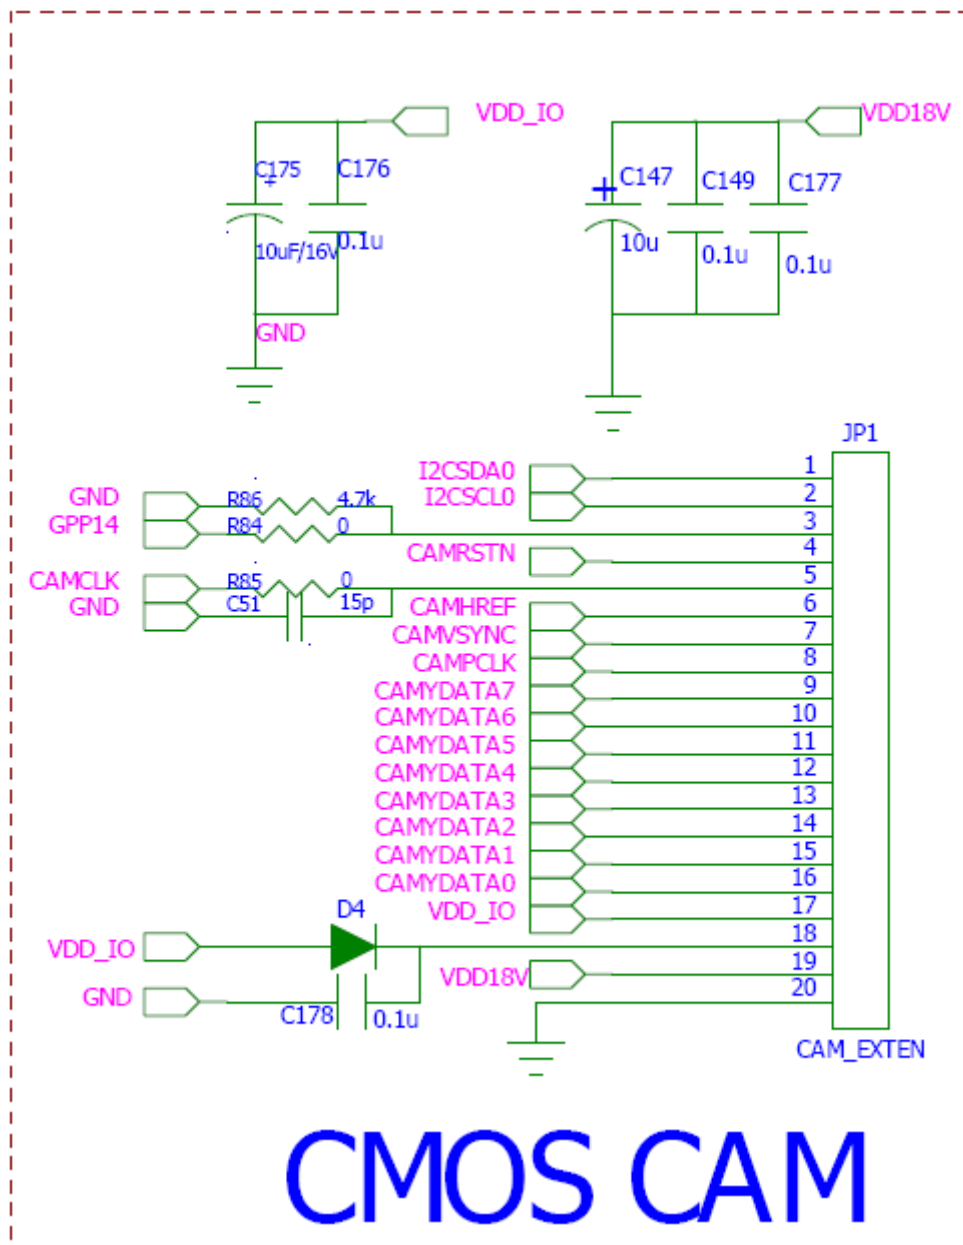 VDD_IO VDD18V
C175 C176 C147 C149 C177
+ +
10uF/16V 0.1u 10u 0.1u 0.1u
GND
JP1
I2CSDA0 1
GND R86 4.7k I2CSCL0 2
GPP14 R84 0 3
CAMRSTN 4
CAMCLK R85 0 5
GND C51 15p CAMHREF 6
CAMVSYNC 7
CAMPCLK 8
CAMYDATA7 9
CAMYDATA6 10
CAMYDATA5 11
CAMYDATA4 12
CAMYDATA3 13
CAMYDATA2 14
CAMYDATA1 15
CAMYDATA0 16
D4 VDD_IO 17
VDD_IO 18
VDD18V 19
GND C178 0.1u 20
CAM_EXTEN
CMOS CAM